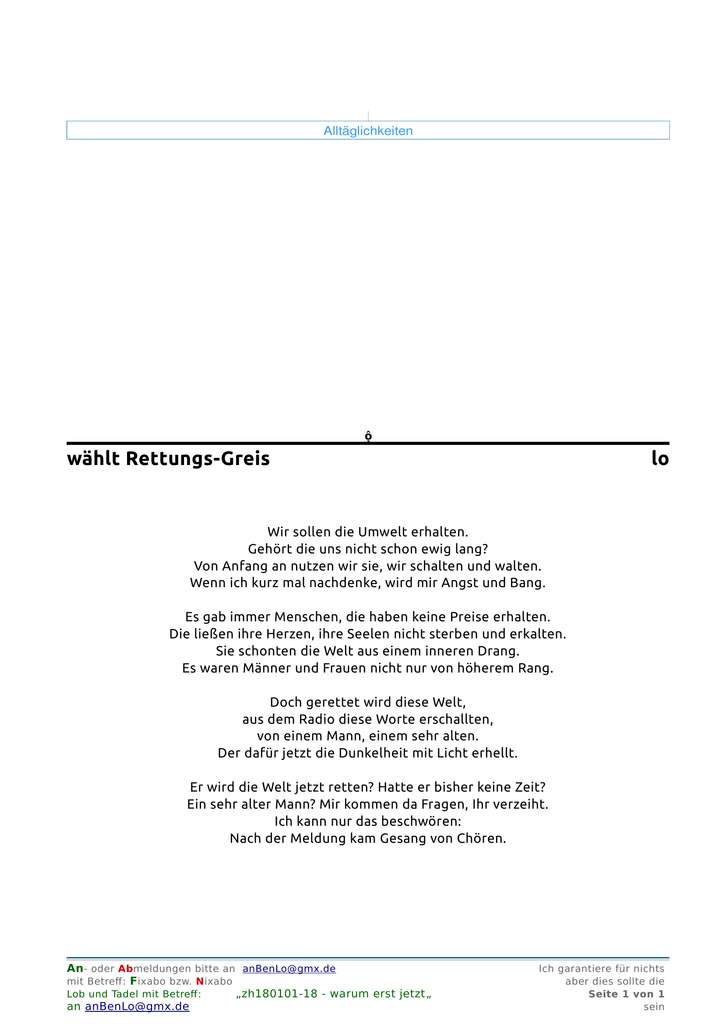 Alltäglichkeiten
wählt Rettungs-Greis lo
Wir sollen die Umwelt erhalten.
Gehört die uns nicht schon ewig lang?
Von Anfang an nutzen wir sie, wir schalten und walten.
Wenn ich kurz mal nachdenke, wird mir Angst und Bang.
Es gab immer Menschen, die haben keine Preise erhalten.
Die ließen ihre Herzen, ihre Seelen nicht sterben und erkalten.
Sie schonten die Welt aus einem inneren Drang.
Es waren Männer und Frauen nicht nur von höherem Rang.
Doch gerettet wird diese Welt,
aus dem Radio diese Worte erschallten,
von einem Mann, einem sehr alten.
Der dafür jetzt die Dunkelheit mit Licht erhellt.
Er wird die Welt jetzt retten? Hatte er bisher keine Zeit?
Ein sehr alter Mann? Mir kommen da Fragen, Ihr verzeiht.
Ich kann nur das beschwören:
Nach der Meldung kam Gesang von Chören.
An- oder Abmeldungen bitte an anBenLo@gmx.de Ich garantiere für nichts
mit Betreff: Fixabo bzw. Nixabo aber dies sollte die
Lob und Tadel mit Betreff: „zh180101-18 - warum erst jetzt„ Seite 1 von 1
an anBenLo@gmx.de sein